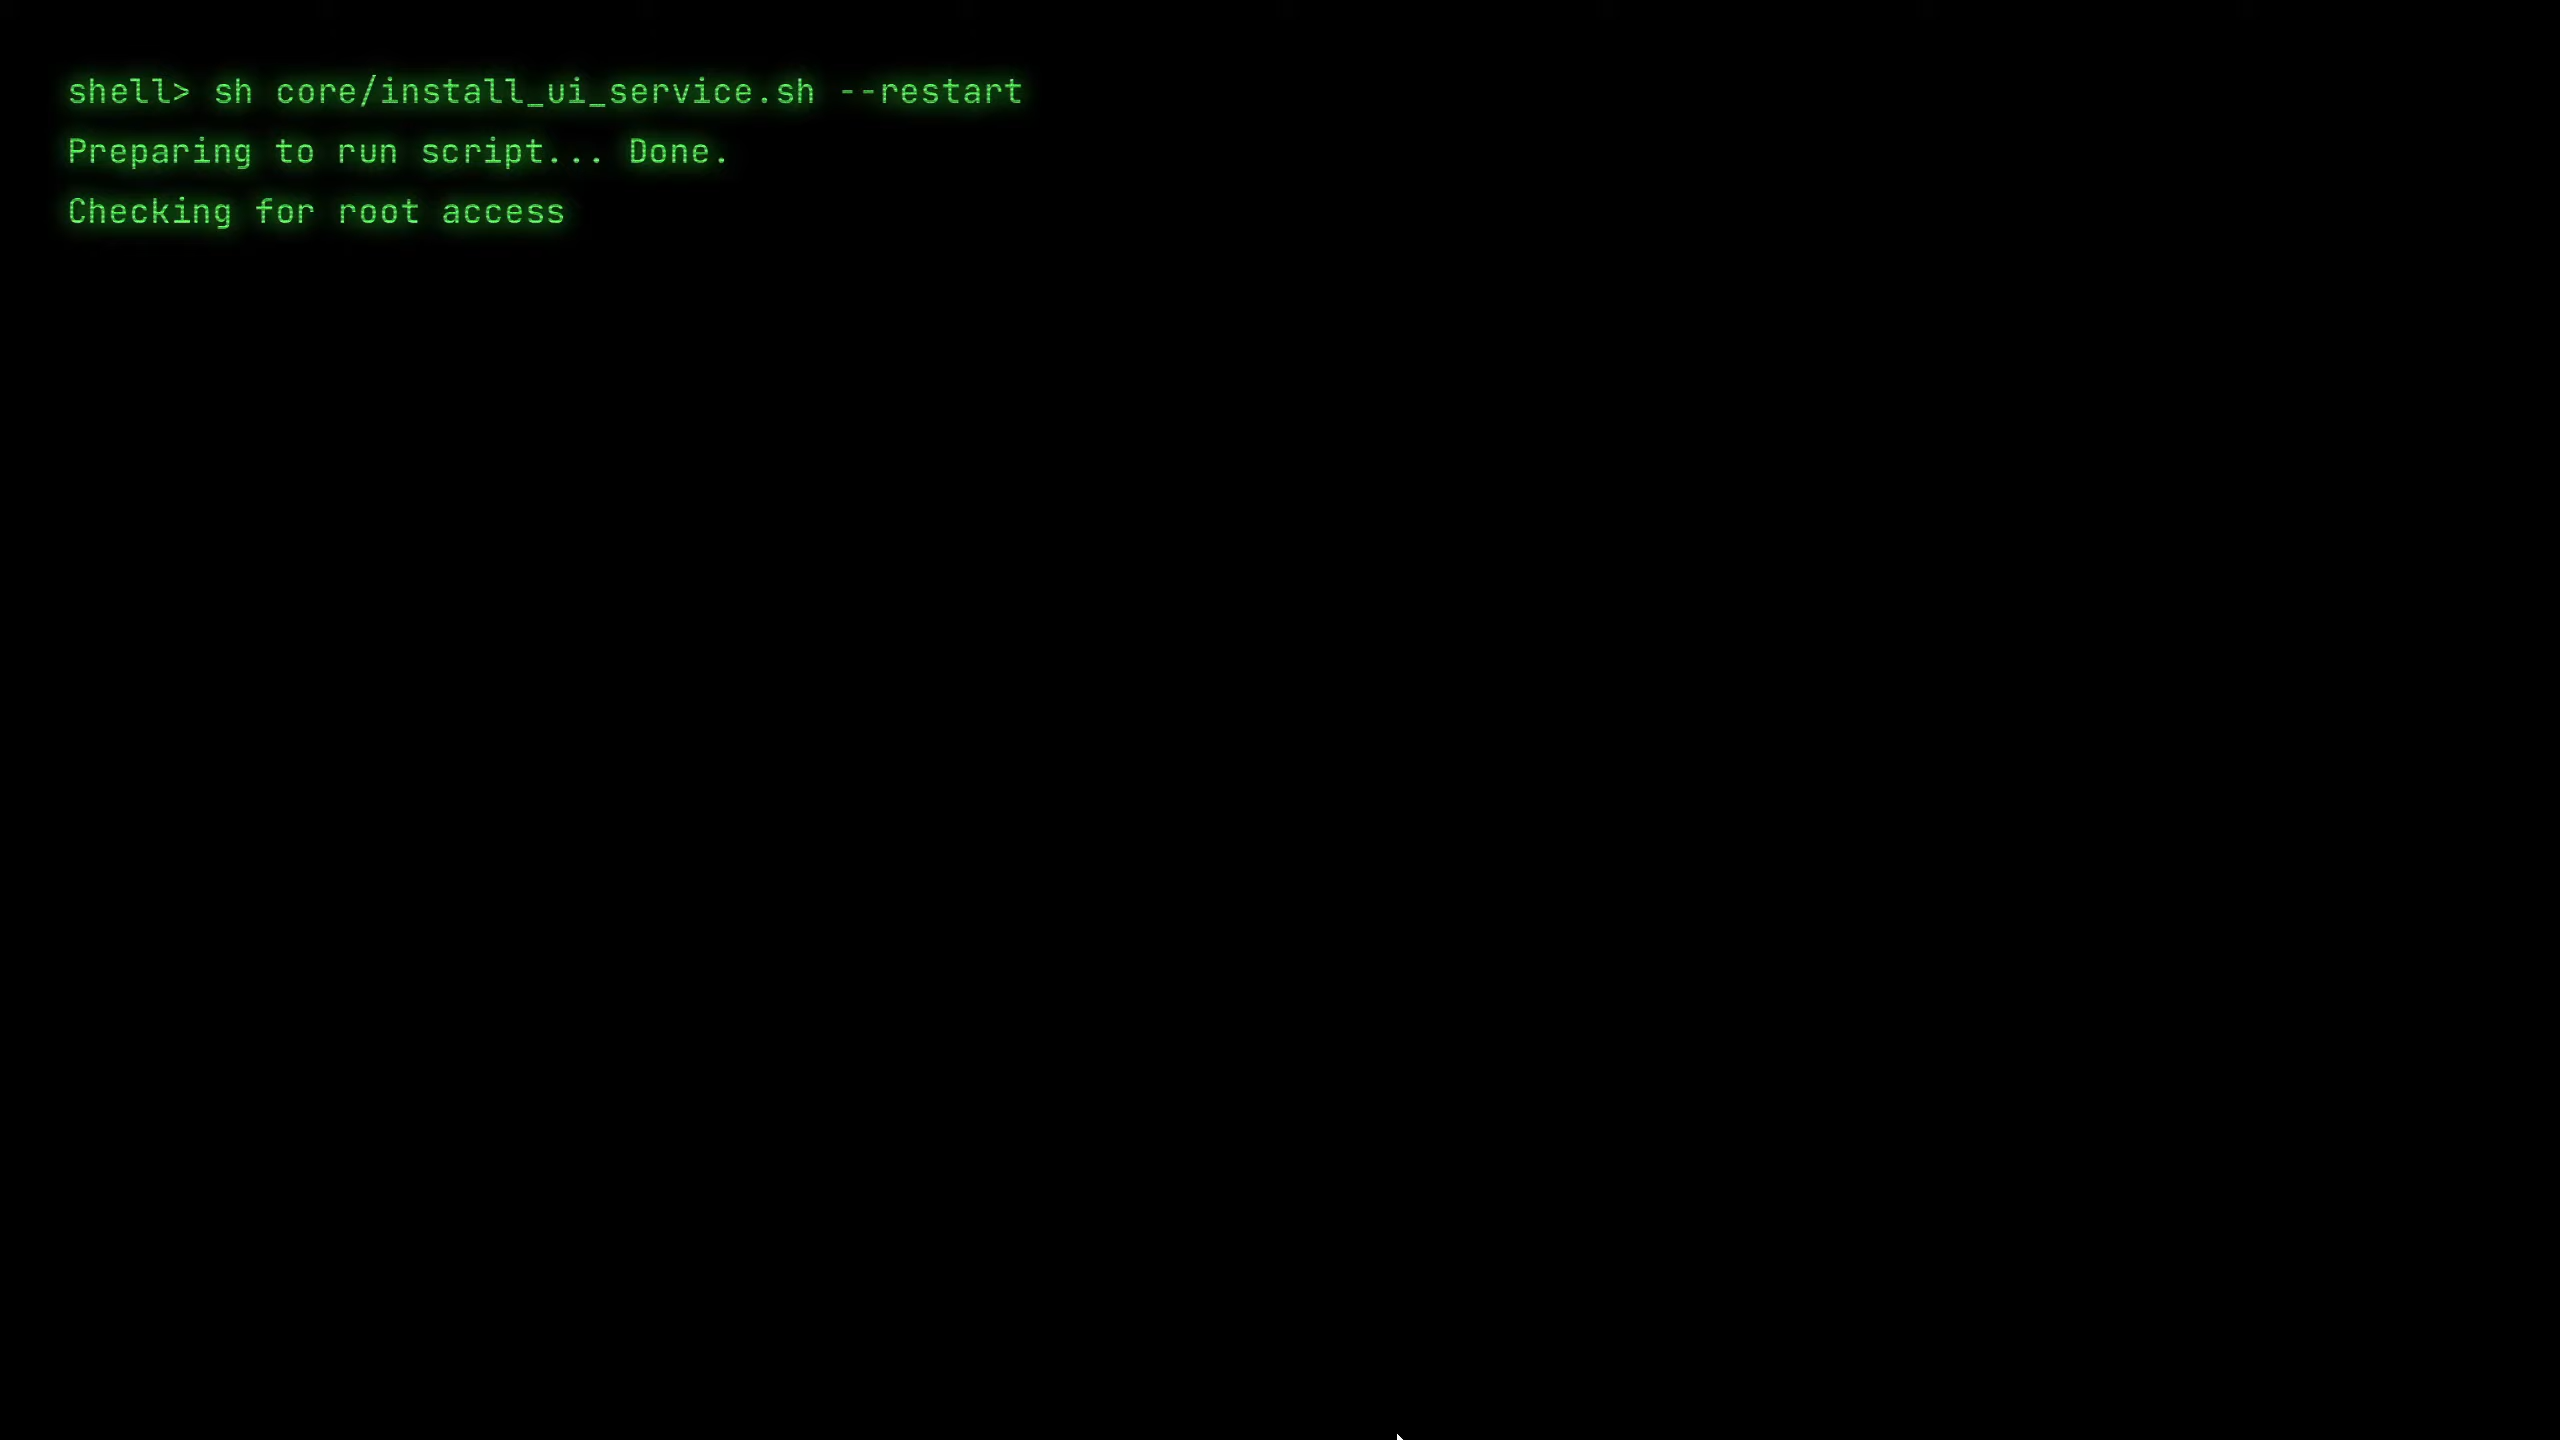 shell> sh core/install_ui_service.sh --restart
Preparing to run script... Done.
Checking for root access